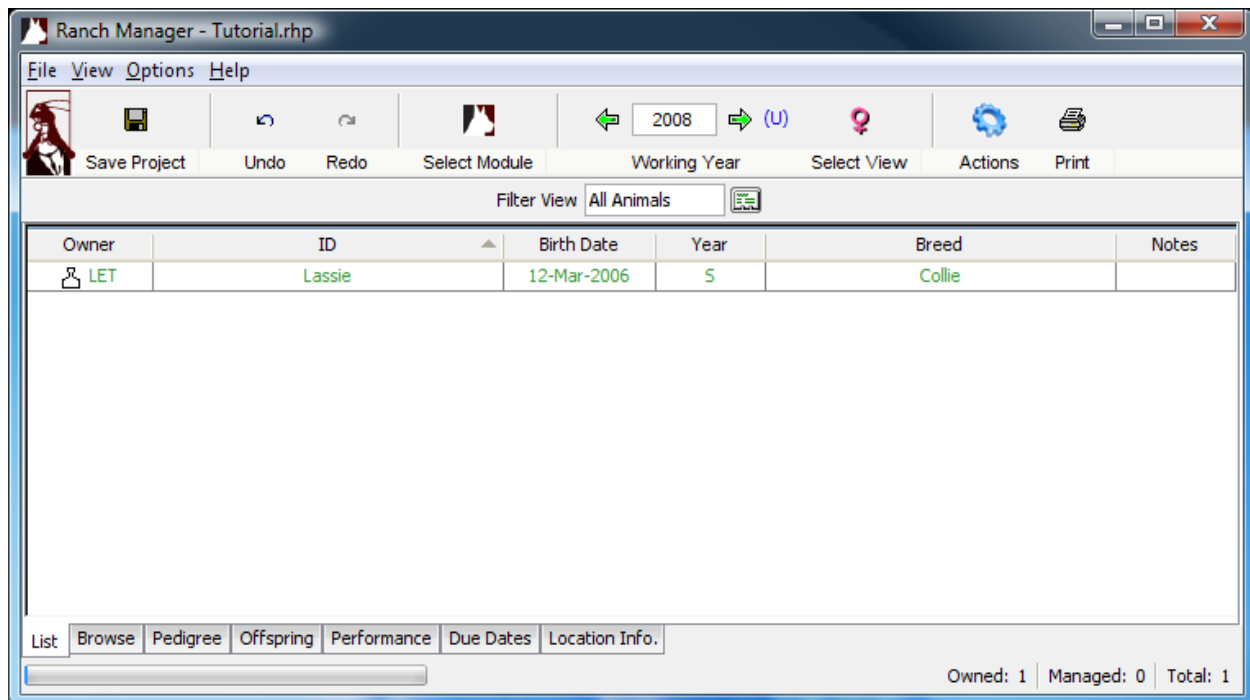 Ranch Manager - Tutorial.rhp
File View Options Help
2008 (U)
Save Project Undo Redo Select Module Working Year Select View Actions Print
Filter View All Animals
Owner ID Birth Date Year Breed Notes
LET Lassie 12-Mar-2006 S Collie
List Browse Pedigree Offspring Performance Due Dates Location Info.
Owned: 1 Managed: 0 Total: 1